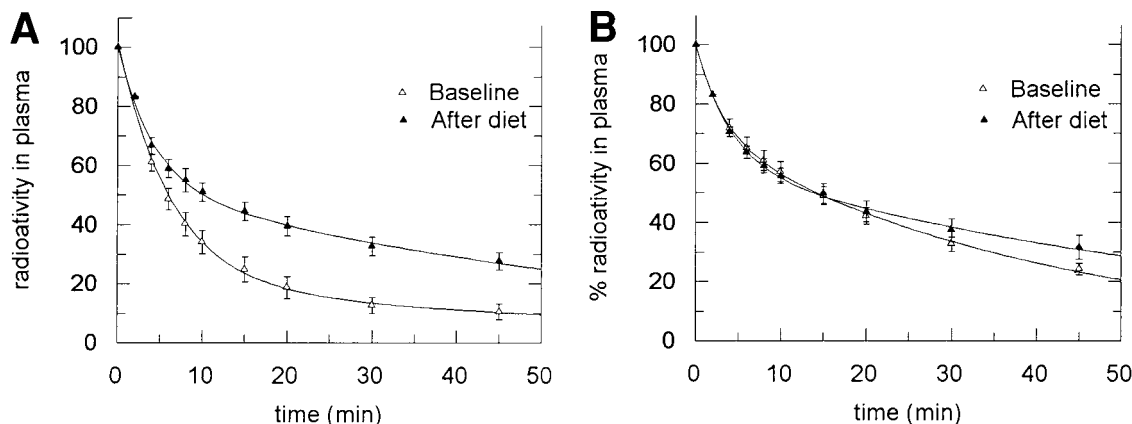 A
radioativity in plasma
100
80
60
40
20
0
Baseline
After diet
0 10 20 30 40 50
time (min)
B
% radioativity in plasma
100
80
60
40
20
0
Baseline
After diet
0 10 20 30 40 50
time (min)